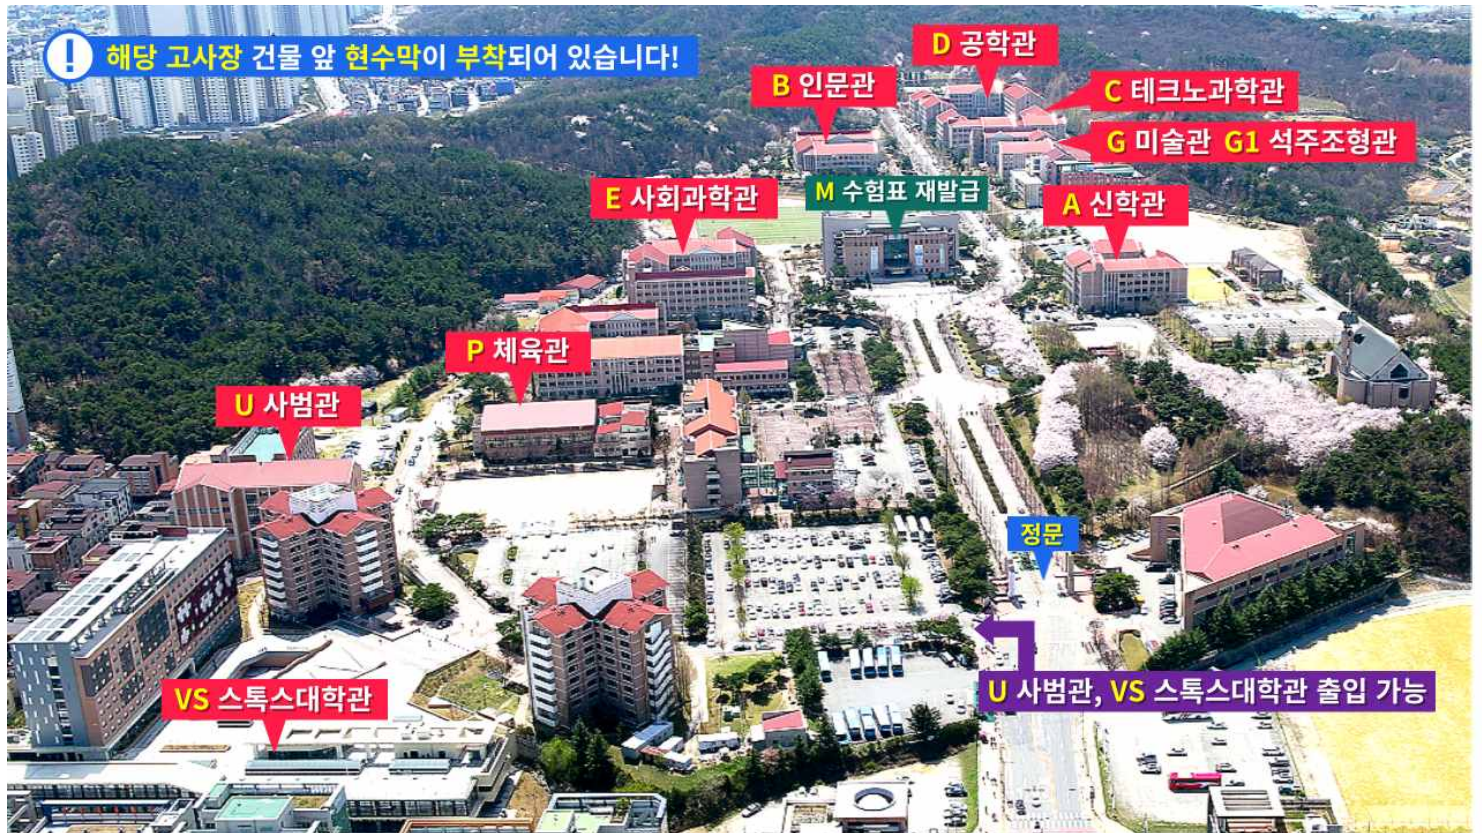 ! 해당 고사장 건물 앞 현수막이 부착되어 있습니다!
D 공학관
B 인문관
C 테크노과학관
G 미술관 G1 석주조형관
E 사회과학관
M 수험표 재발급
A 신학관
P 체육관
U 사범관
정문
VS 스톡스대학관
U 사범관, VS 스톡스대학관 출입 가능